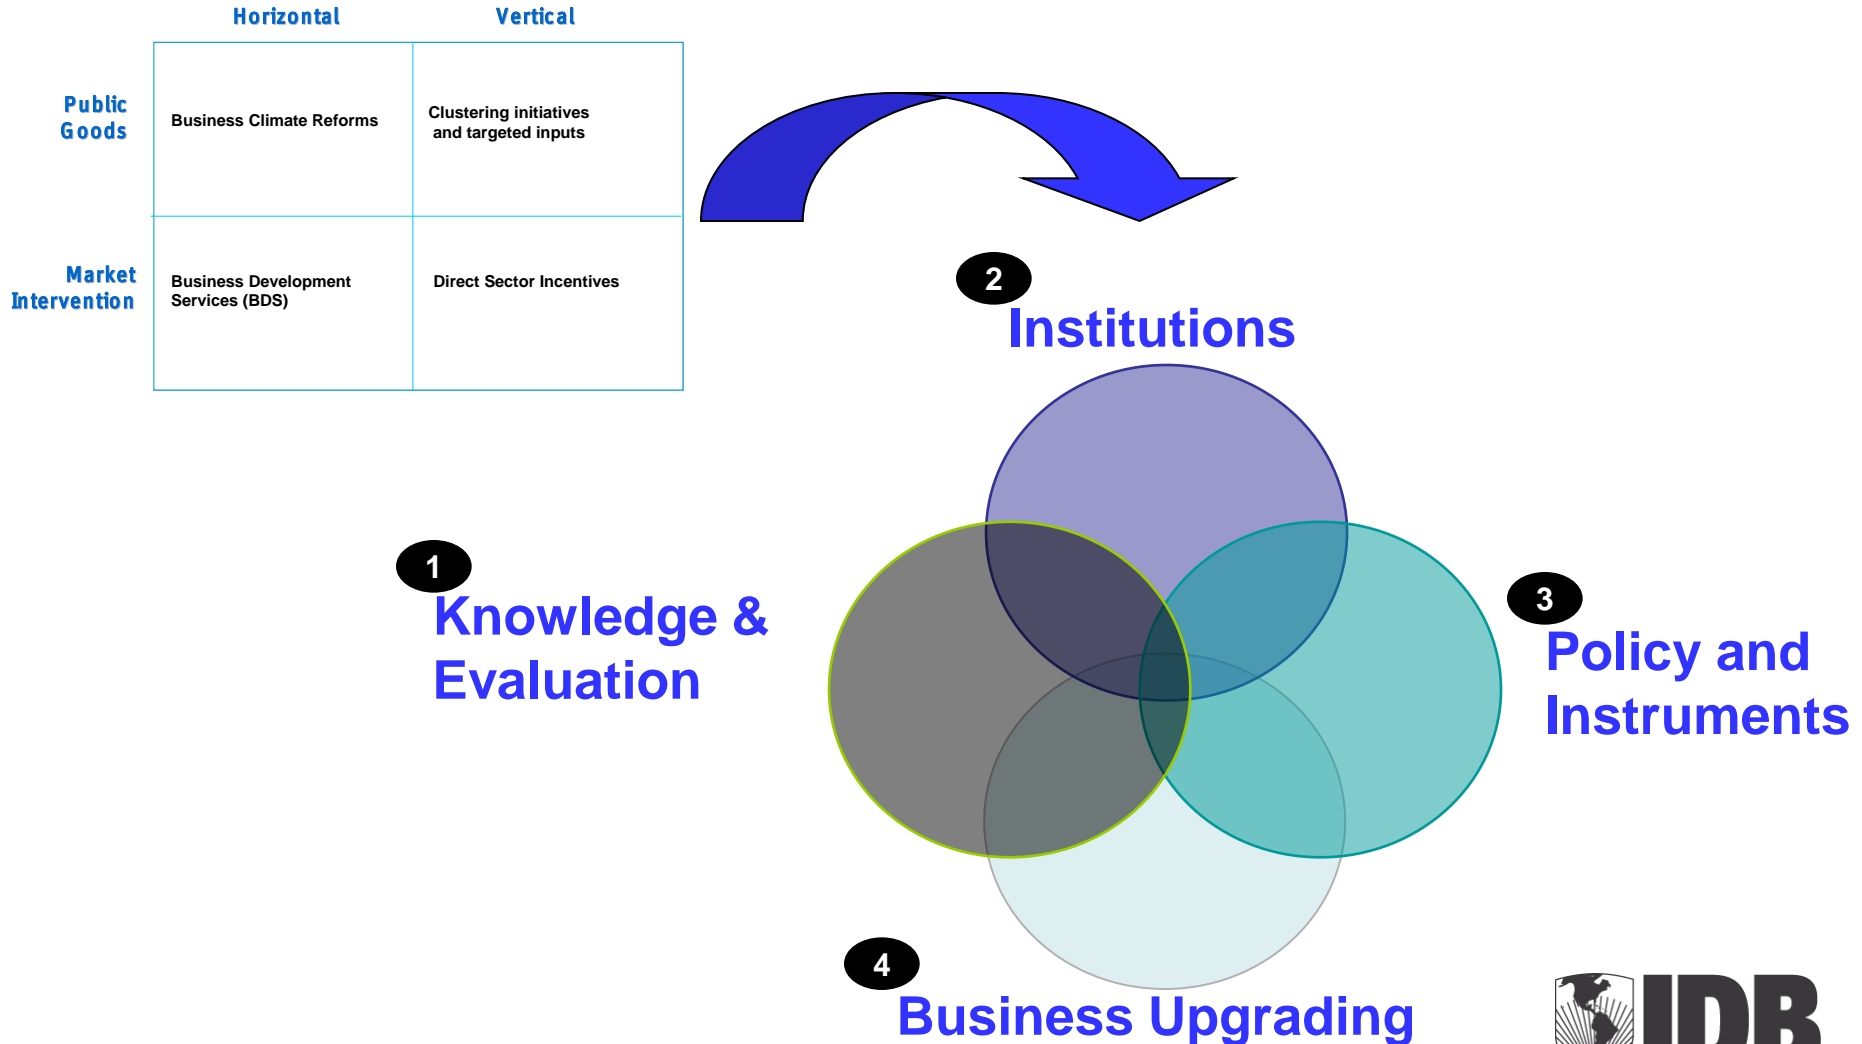 Horizontal Vertical
Public
Goods
Business Climate Reforms
Clustering initiatives
and targeted inputs
Market
Intervention
Business Development
Services (BDS)
Direct Sector Incentives
2
Institutions
1
Knowledge &
Evaluation
3
Policy and
Instruments
4
Business Upgrading
IDB